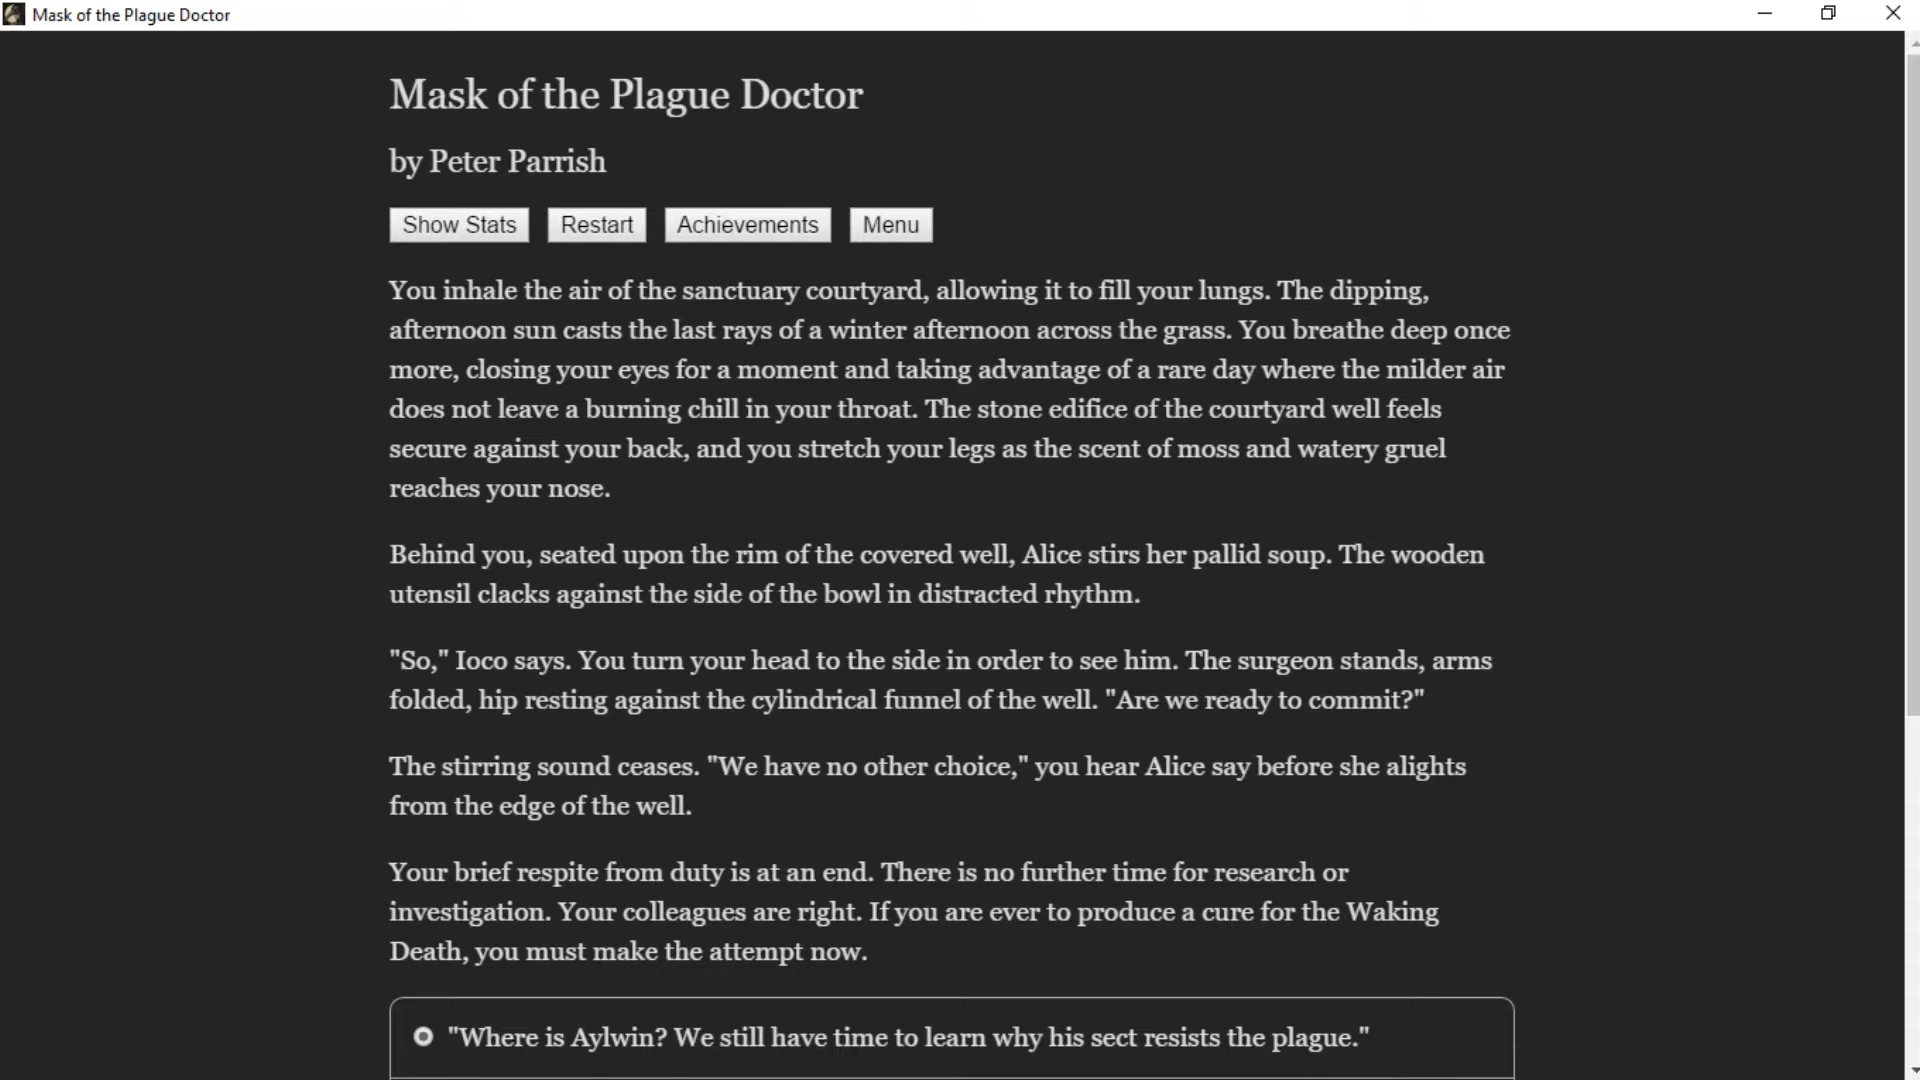 Mask of the Plague Doctor
Mask of the Plague Doctor
by Peter Parrish
Show Stats Restart Achievements Menu
You inhale the air of the sanctuary courtyard, allowing it to fill your lungs. The dipping,
afternoon sun casts the last rays of a winter afternoon across the grass. You breathe deep once
more, closing your eyes for a moment and taking advantage of a rare day where the milder air
does not leave a burning chill in your throat. The stone edifice of the courtyard well feels
secure against your back, and you stretch your legs as the scent of moss and watery gruel
reaches your nose.
Behind you, seated upon the rim of the covered well, Alice stirs her pallid soup. The wooden
utensil clacks against the side of the bowl in distracted rhythm.
"So," Ioco says. You turn your head to the side in order to see him. The surgeon stands, arms
folded, hip resting against the cylindrical funnel of the well. "Are we ready to commit?"
The stirring sound ceases. "We have no other choice," you hear Alice say before she alights
from the edge of the well.
Your brief respite from duty is at an end. There is no further time for research or
investigation. Your colleagues are right. If you are ever to produce a cure for the Waking
Death, you must make the attempt now.
"Where is Aylwin? We still have time to learn why his sect resists the plague."